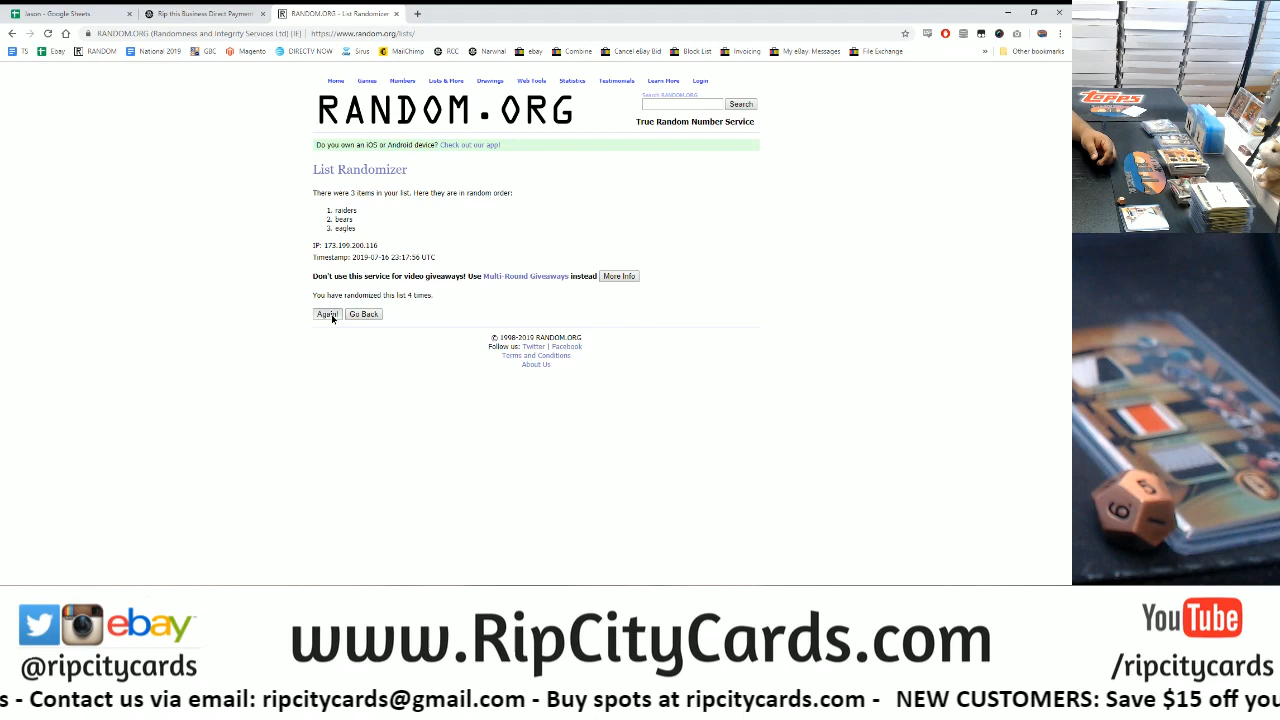 Jason - Google Sheets
Rip this Business Direct Payment
RANDOM.ORG - List Randomizer
RANDOM.ORG (Randomness and Integrity Services Ltd) [IE] | https://www.random.org/lists/
TS Ebay RANDOM National 2019 GBC Magento DIRECTV NOW Sirus MailChimp RCC Narwhal ebay Combine Cancel eBay Bid Block List Invoicing My eBay: Messages File Exchange » Other bookmarks
Home Games Numbers Lists & More Drawings Web Tools Statistics Testimonials Learn More Login
Search RANDOM.ORG
RANDOM.ORG
Search
True Random Number Service
Do you own an iOS or Android device? Check out our app!
List Randomizer
There were 3 items in your list. Here they are in random order:
1. raiders
2. bears
3. eagles
IP: 173.199.200.116
Timestamp: 2019-07-16 23:17:56 UTC
Don't use this service for video giveaways! Use Multi-Round Giveaways instead More Info
You have randomized this list 4 times.
Again! Go Back
© 1998-2019 RANDOM.ORG
Follow us: Twitter | Facebook
Terms and Conditions
About Us
topps
6 5 1
ebay
@ripcitycards
www.RipCityCards.com
YouTube
/ripcitycards
s - Contact us via email: ripcitycards@gmail.com - Buy spots at ripcitycards.com - NEW CUSTOMERS: Save $15 off you